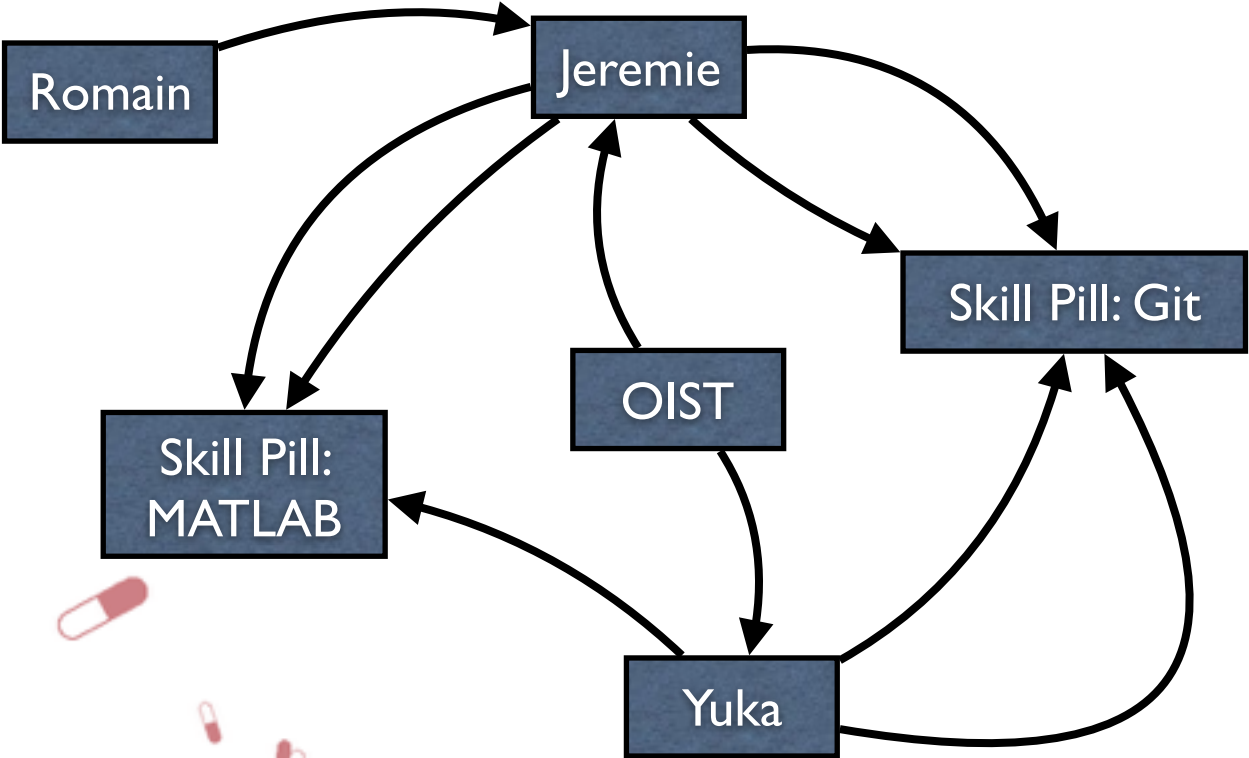 Romain
Jeremie
Skill Pill: Git
OIST
Skill Pill:
MATLAB
Yuka